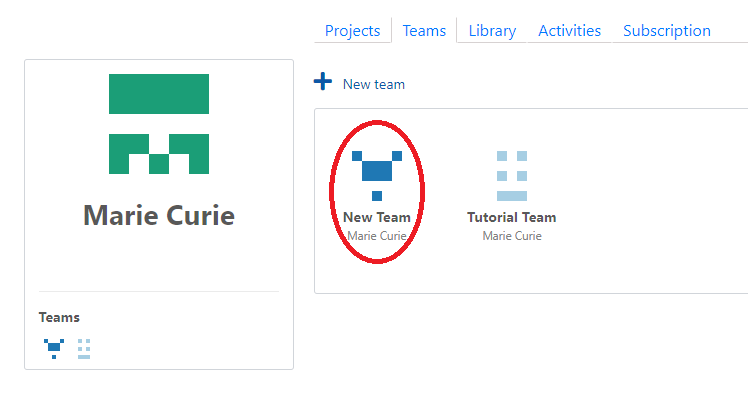 Projects Teams Library Activities Subscription
New team
New Team Tutorial Team
Marie Curie Marie Curie
Marie Curie
Teams